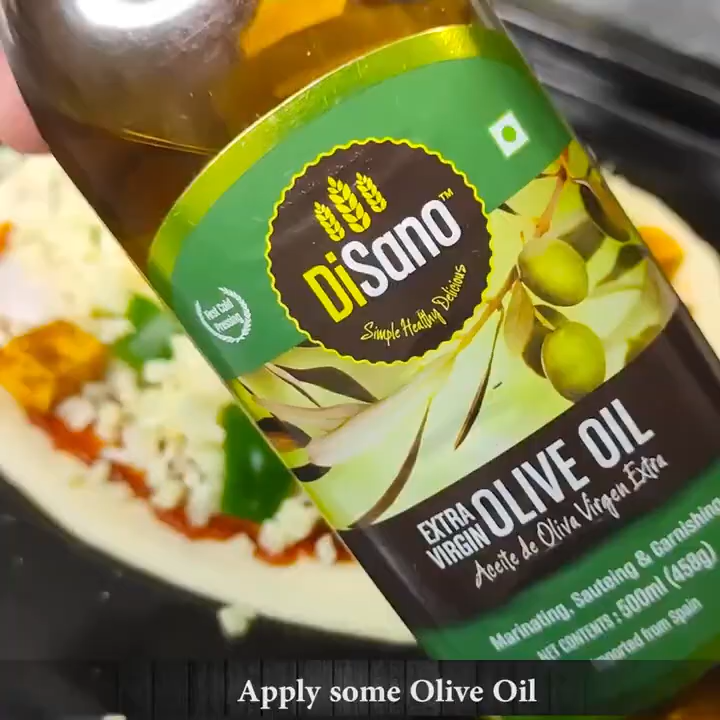 DiSano™
Simple Healthy Delicious
First Cold
Pressing
EXTRA
VIRGIN
OLIVE OIL
Aceite de Oliva Virgen Extra
Marinating, Sauteing & Garnishing
NET CONTENTS : 500ml (458g)
Imported from Spain
Apply some Olive Oil